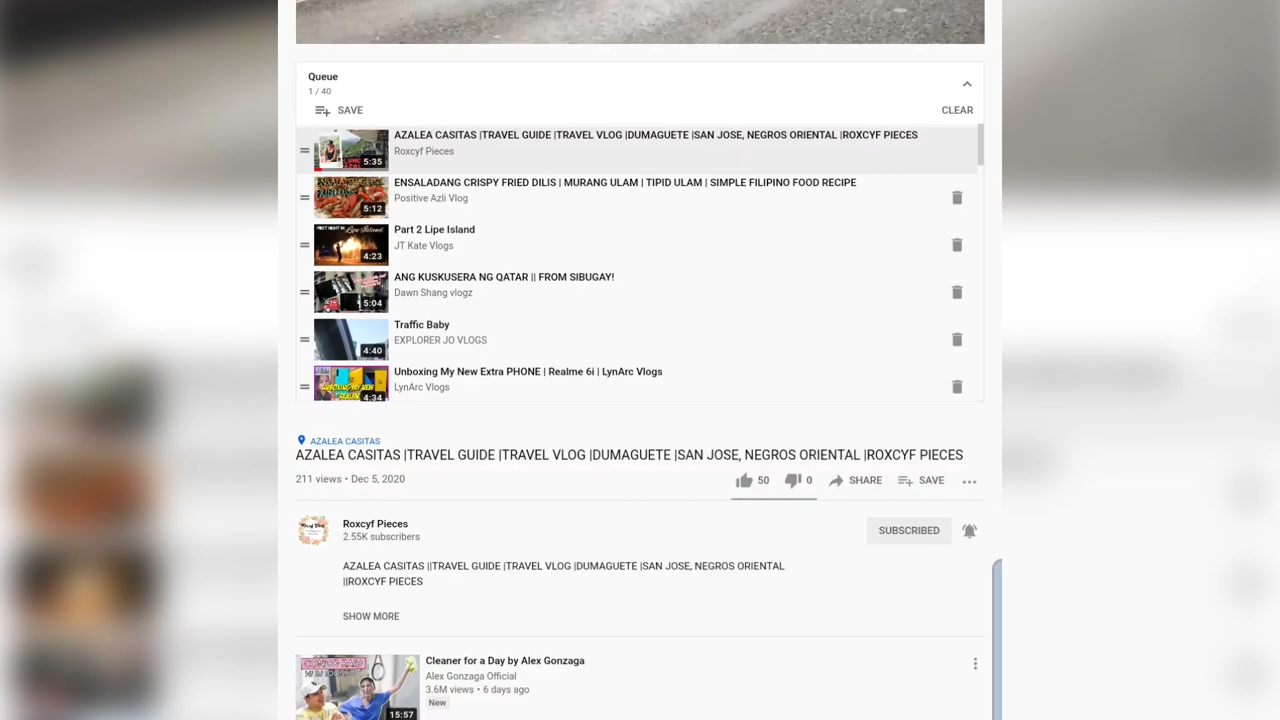 Queue
1 / 40
SAVE
CLEAR
AZALEA CASITAS |TRAVEL GUIDE |TRAVEL VLOG |DUMAGUETE |SAN JOSE, NEGROS ORIENTAL |ROXCYF PIECES
Roxcyf Pieces
5:35
ENSALADANG CRISPY FRIED DILIS | MURANG ULAM | TIPID ULAM | SIMPLE FILIPINO FOOD RECIPE
Positive Azli Vlog
5:12
Part 2 Lipe Island
JT Kate Vlogs
4:23
ANG KUSKUSERA NG QATAR || FROM SIBUGAY!
Dawn Shang vlogz
5:04
Traffic Baby
EXPLORER JO VLOGS
4:40
Unboxing My New Extra PHONE | Realme 6i | LynArc Vlogs
LynArc Vlogs
4:34
AZALEA CASITAS
AZALEA CASITAS |TRAVEL GUIDE |TRAVEL VLOG |DUMAGUETE |SAN JOSE, NEGROS ORIENTAL |ROXCYF PIECES
211 views • Dec 5, 2020
50
0
SHARE
SAVE
Roxcyf Pieces
2.55K subscribers
SUBSCRIBED
AZALEA CASITAS ||TRAVEL GUIDE |TRAVEL VLOG |DUMAGUETE |SAN JOSE, NEGROS ORIENTAL
||ROXCYF PIECES
SHOW MORE
Cleaner for a Day by Alex Gonzaga
Alex Gonzaga Official
3.6M views • 6 days ago
New
15:57